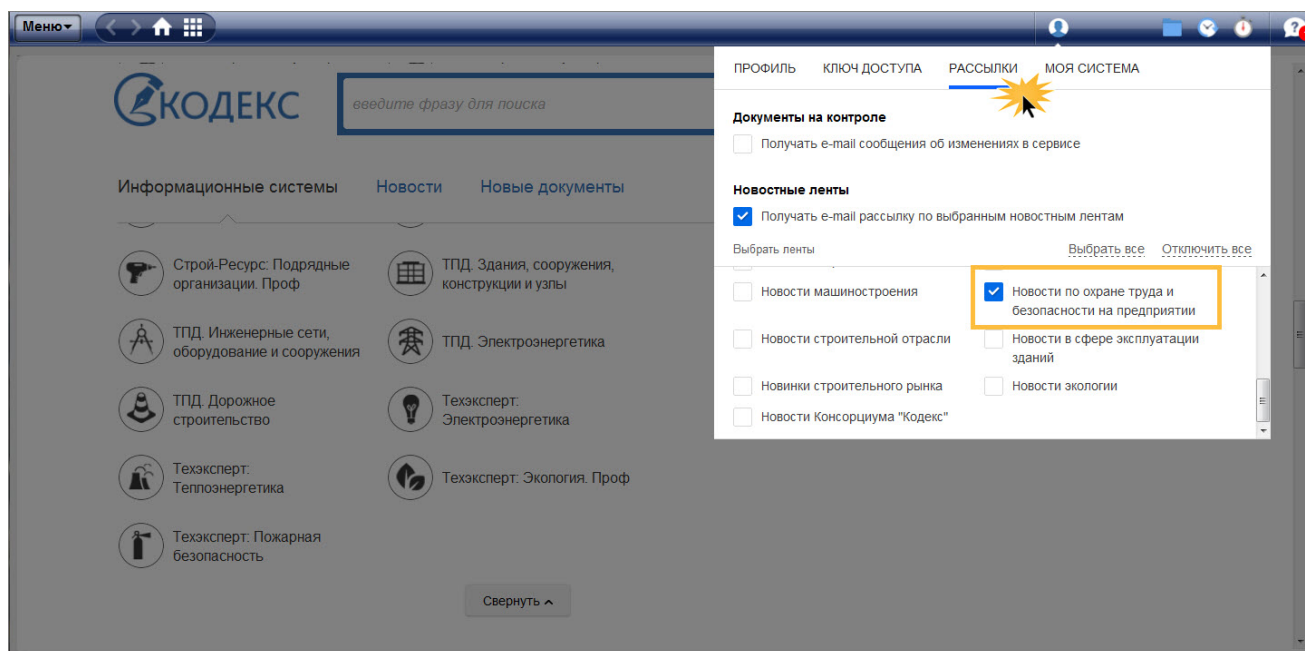 Меню
ПРОФИЛЬ КЛЮЧ ДОСТУПА РАССЫЛКИ МОЯ СИСТЕМА
КОДЕКС
введите фразу для поиска
Документы на контроле
Получать e-mail сообщения об изменениях в сервисе
Новостные ленты
Получать e-mail рассылку по выбранным новостным лентам
Выбрать ленты Выбрать все Отключить все
Новости машиностроения
Новости по охране труда и
безопасности на предприятии
Новости строительной отрасли
Новости в сфере эксплуатации
зданий
Новинки строительного рынка
Новости экологии
Новости Консорциума "Кодекс"
Информационные системы Новости Новые документы
Строй-Ресурс: Подрядные
организации. Проф
ТПД. Здания, сооружения,
конструкции и узлы
ТПД. Инженерные сети,
оборудование и сооружения
ТПД. Электроэнергетика
ТПД. Дорожное
строительство
Техэксперт:
Электроэнергетика
Техэксперт:
Теплоэнергетика
Техэксперт: Экология. Проф
Техэксперт: Пожарная
безопасность
Свернуть